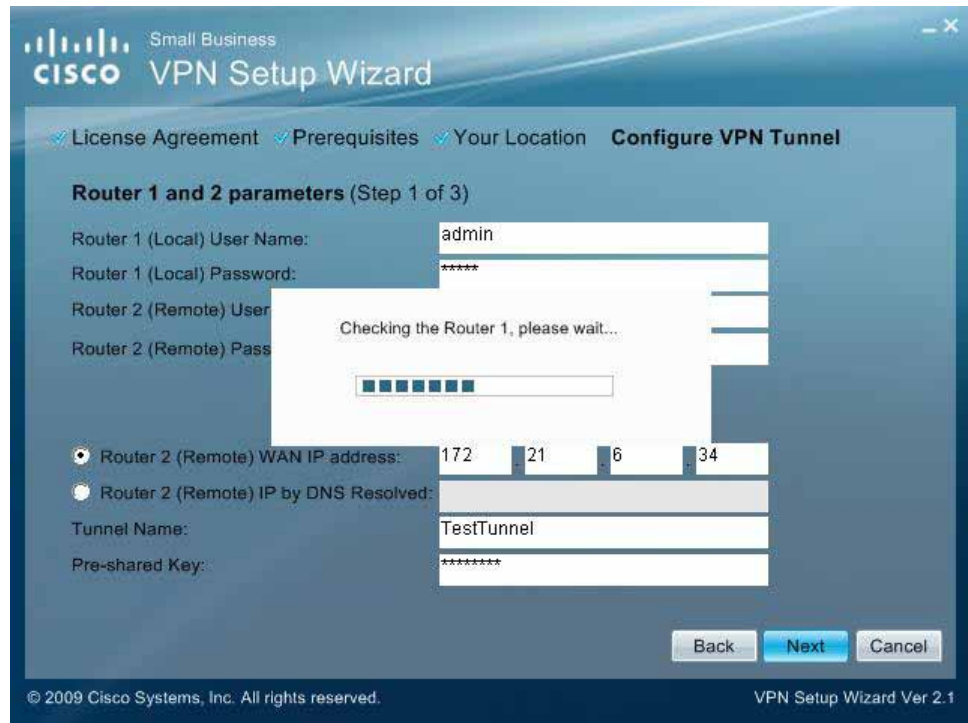 Small Business
CISCO VPN Setup Wizard
License Agreement Prerequisites Your Location Configure VPN Tunnel
Router 1 and 2 parameters (Step 1 of 3)
Router 1 (Local) User Name: admin
Router 1 (Local) Password: *****
Router 2 (Remote) User
Checking the Router 1, please wait...
Router 2 (Remote) Pass
Router 2 (Remote) WAN IP address: 172 . 21 . 6 . 34
Router 2 (Remote) IP by DNS Resolved:
Tunnel Name: TestTunnel
Pre-shared Key: ********
Back Next Cancel
© 2009 Cisco Systems, Inc. All rights reserved. VPN Setup Wizard Ver 2.1